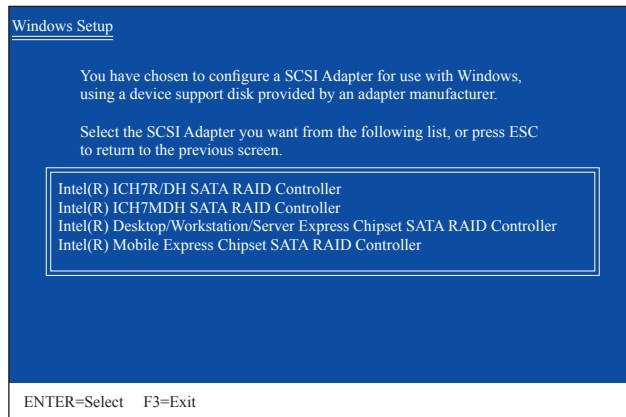 Windows Setup
You have chosen to configure a SCSI Adapter for use with Windows,
using a device support disk provided by an adapter manufacturer.
Select the SCSI Adapter you want from the following list, or press ESC
to return to the previous screen.
Intel(R) ICH7R/DH SATA RAID Controller
Intel(R) ICH7MDH SATA RAID Controller
Intel(R) Desktop/Workstation/Server Express Chipset SATA RAID Controller
Intel(R) Mobile Express Chipset SATA RAID Controller
ENTER=Select F3=Exit